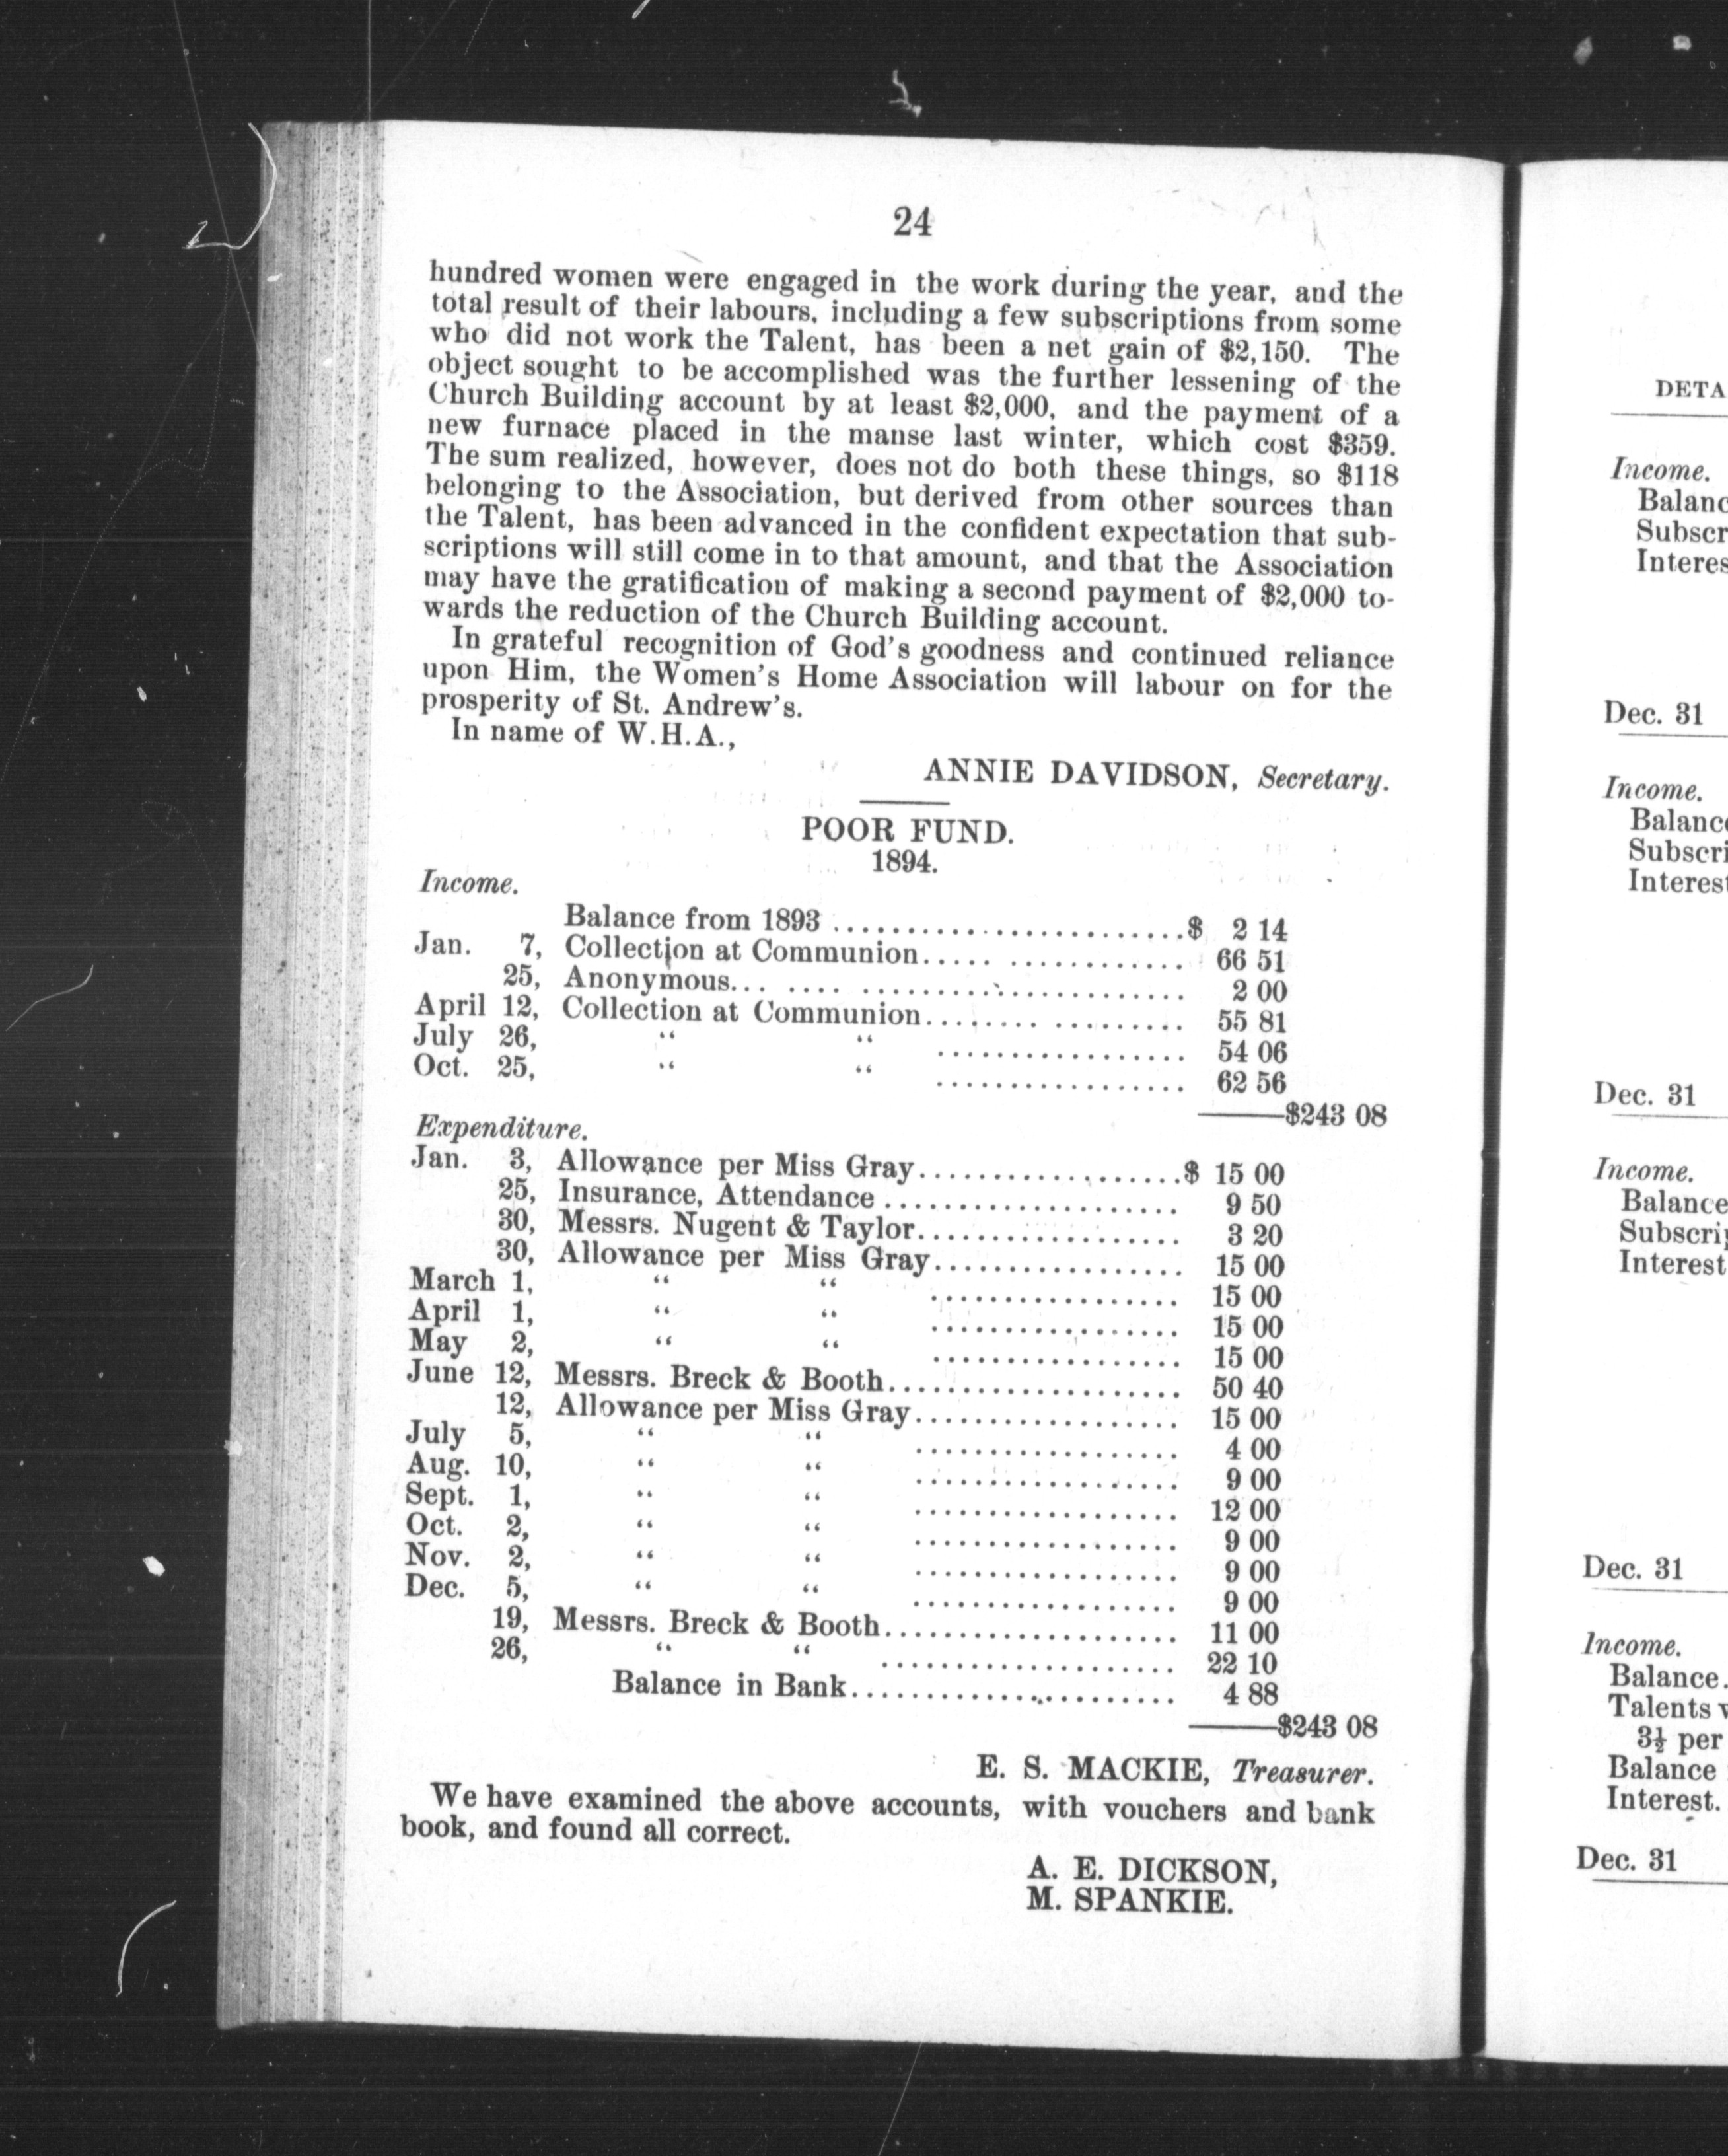 24
hundred women were engaged in the work during the year, and the
total result of their labours, including a few subscriptions from some
who did not work the Talent, has been a net gain of $2,150. The
object sought to be accomplished was the further lessening of the
Church Building account by at least $2,000, and the payment of a
new furnace placed in the manse last winter, which cost $359.
The sum realized, however, does not do both these things, so $118
belonging to the Association, but derived from other sources than
the Talent, has been advanced in the confident expectation that sub-
scriptions will still come in to that amount, and that the Association
may have the gratification of making a second payment of $2,000 to-
wards the reduction of the Church Building account.
In grateful recognition of God's goodness and continued reliance
upon Him, the Women's Home Association will labour on for the
prosperity of St. Andrew's.
In name of W.H.A.,
ANNIE DAVIDSON, Secretary.
POOR FUND.
1894.
Income.
Balance from 1893 ........................$ 2 14
Jan. 7, Collection at Communion..... ............ 66 51
25, Anonymous... .... ....................... 2 00
April 12, Collection at Communion........ ......... 55 81
July 26, " " ................. 54 06
Oct. 25, " " ................. 62 56
$243 08
Expenditure.
Jan. 3, Allowance per Miss Gray..................$ 15 00
25, Insurance, Attendance .................... 9 50
30, Messrs. Nugent & Taylor.................. 3 20
30, Allowance per Miss Gray................. 15 00
March 1, " " ................. 15 00
April 1, " " ................. 15 00
May 2, " " ................. 15 00
June 12, Messrs. Breck & Booth.................... 50 40
12, Allowance per Miss Gray.................. 15 00
July 5, " " .................. 4 00
Aug. 10, " " .................. 9 00
Sept. 1, " " .................. 12 00
Oct. 2, " " .................. 9 00
Nov. 2, " " .................. 9 00
Dec. 5, " " .................. 9 00
19, Messrs. Breck & Booth.................... 11 00
26, " " .................... 22 10
Balance in Bank...................... 4 88
$243 08
E. S. MACKIE, Treasurer.
We have examined the above accounts, with vouchers and bank
book, and found all correct.
A. E. DICKSON,
M. SPANKIE.
DETA
Income.
Balanc
Subscr
Interes
Dec. 31
Income.
Balanc
Subscri
Interest
Dec. 31
Income.
Balance
Subscri
Interest
Dec. 31
Income.
Balance.
Talents
3½ per
Balance
Interest.
Dec. 31